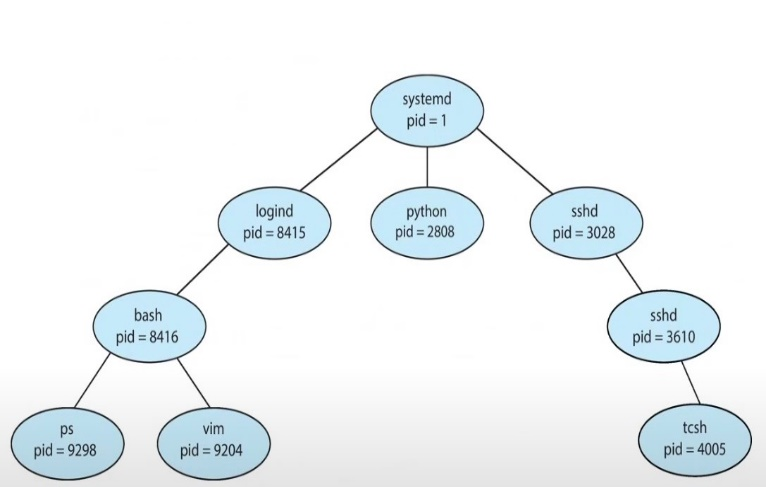 systemd
pid = 1
logind
pid = 8415
python
pid = 2808
sshd
pid = 3028
bash
pid = 8416
sshd
pid = 3610
ps
pid = 9298
vim
pid = 9204
tcsh
pid = 4005